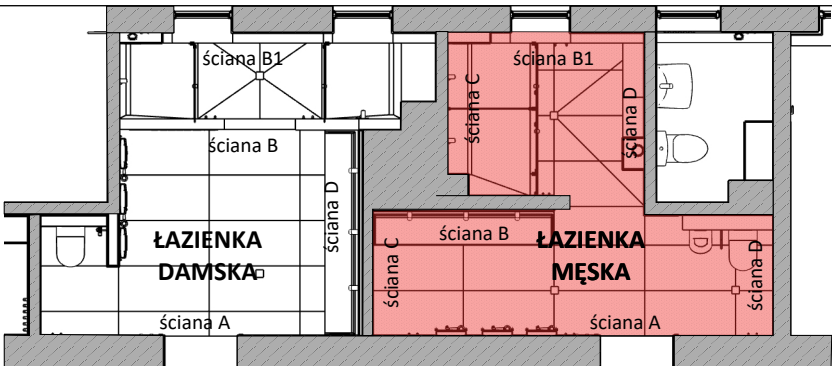 ściana B1
ściana B
ściana D
ŁAZIENKA
DAMSKA
ściana A
ściana B1
ściana C
ściana D
ściana B
ściana C
ŁAZIENKA
MĘSKA
ściana D
ściana A